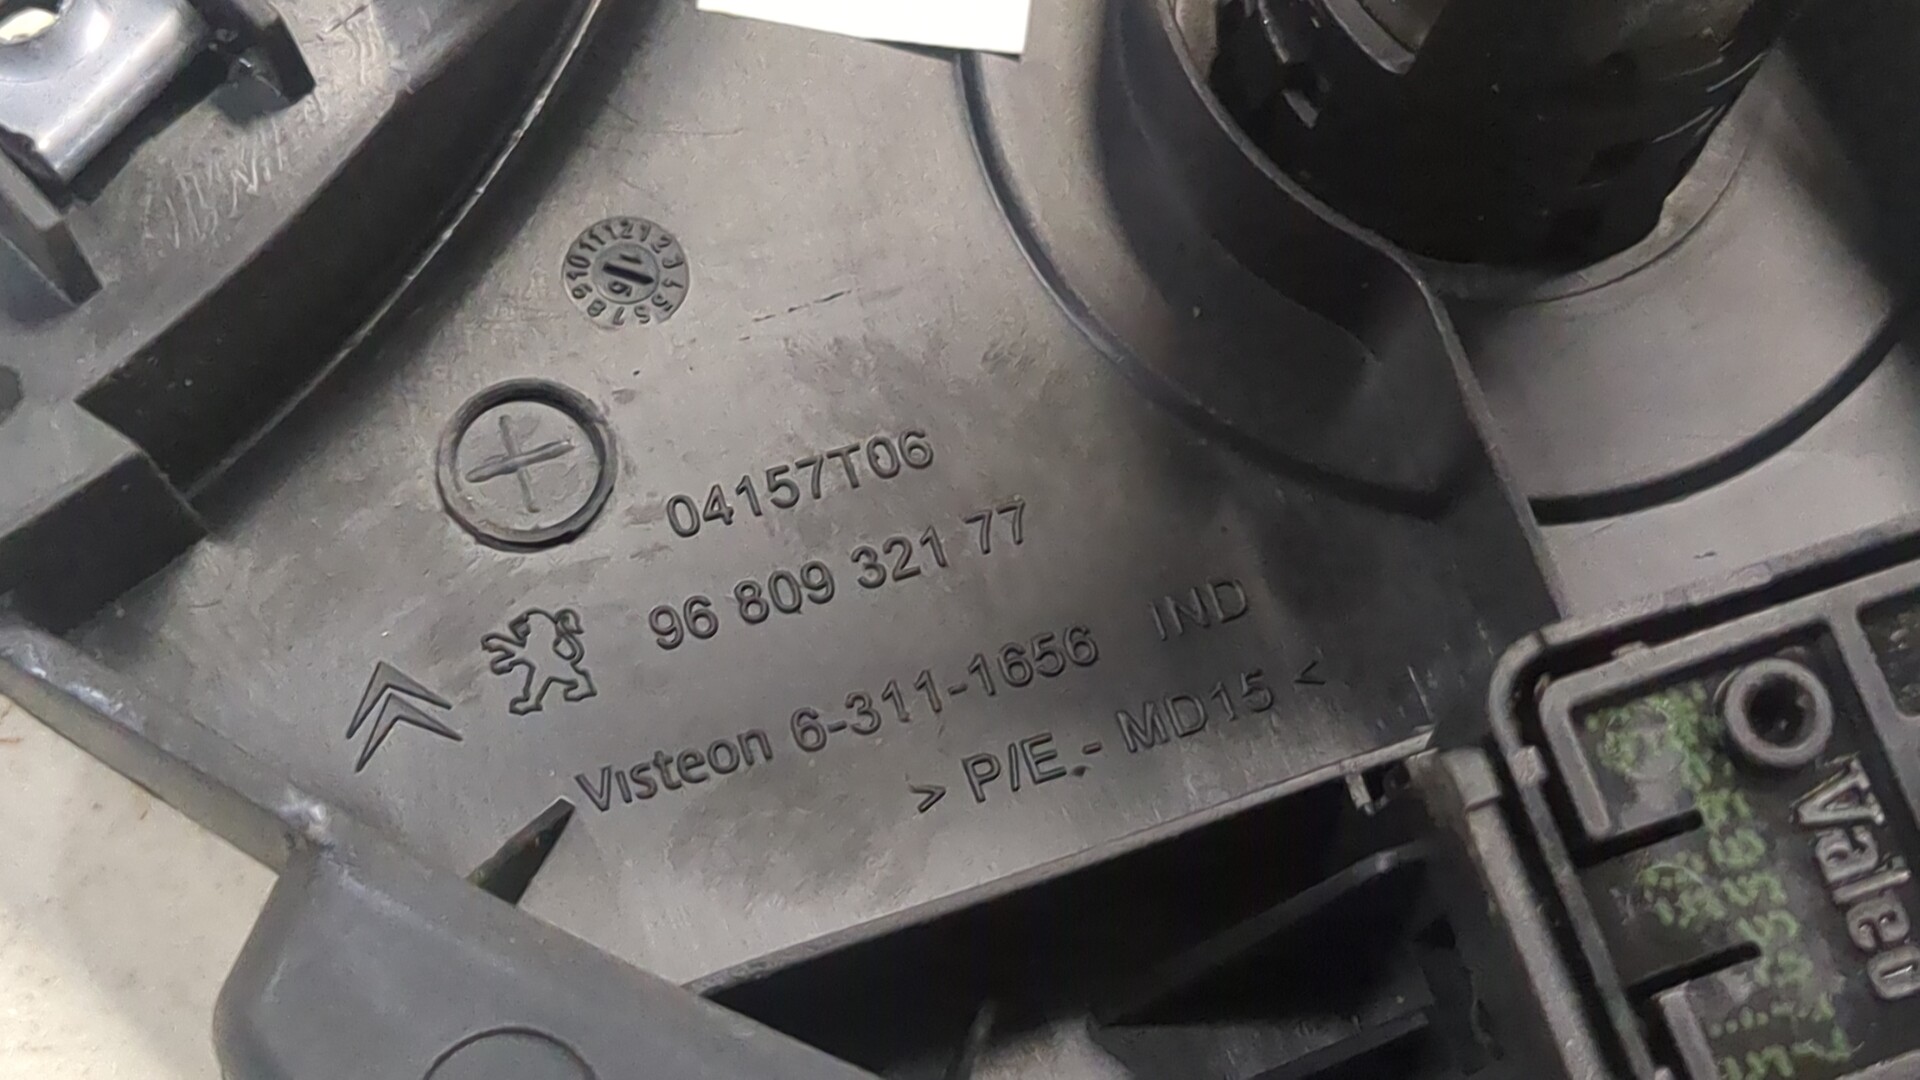 04157T06
96 809 321 77
Visteon 6-311-1656 IND
> P/E.- MD15 <
Valeo